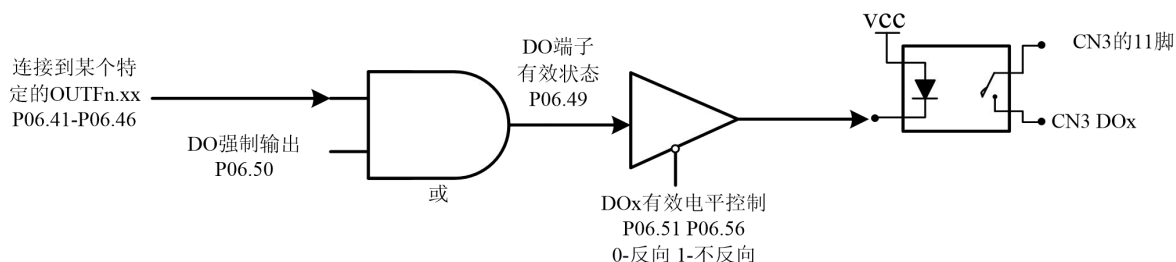 连接到某个特
定的OUTFn.xx
P06.41-P06.46
DO强制输出
P06.50
或
DO端子
有效状态
P06.49
DOx有效电平控制
P06.51 P06.56
0-反向 1-不反向
vcc
CN3的11脚
CN3 DOx